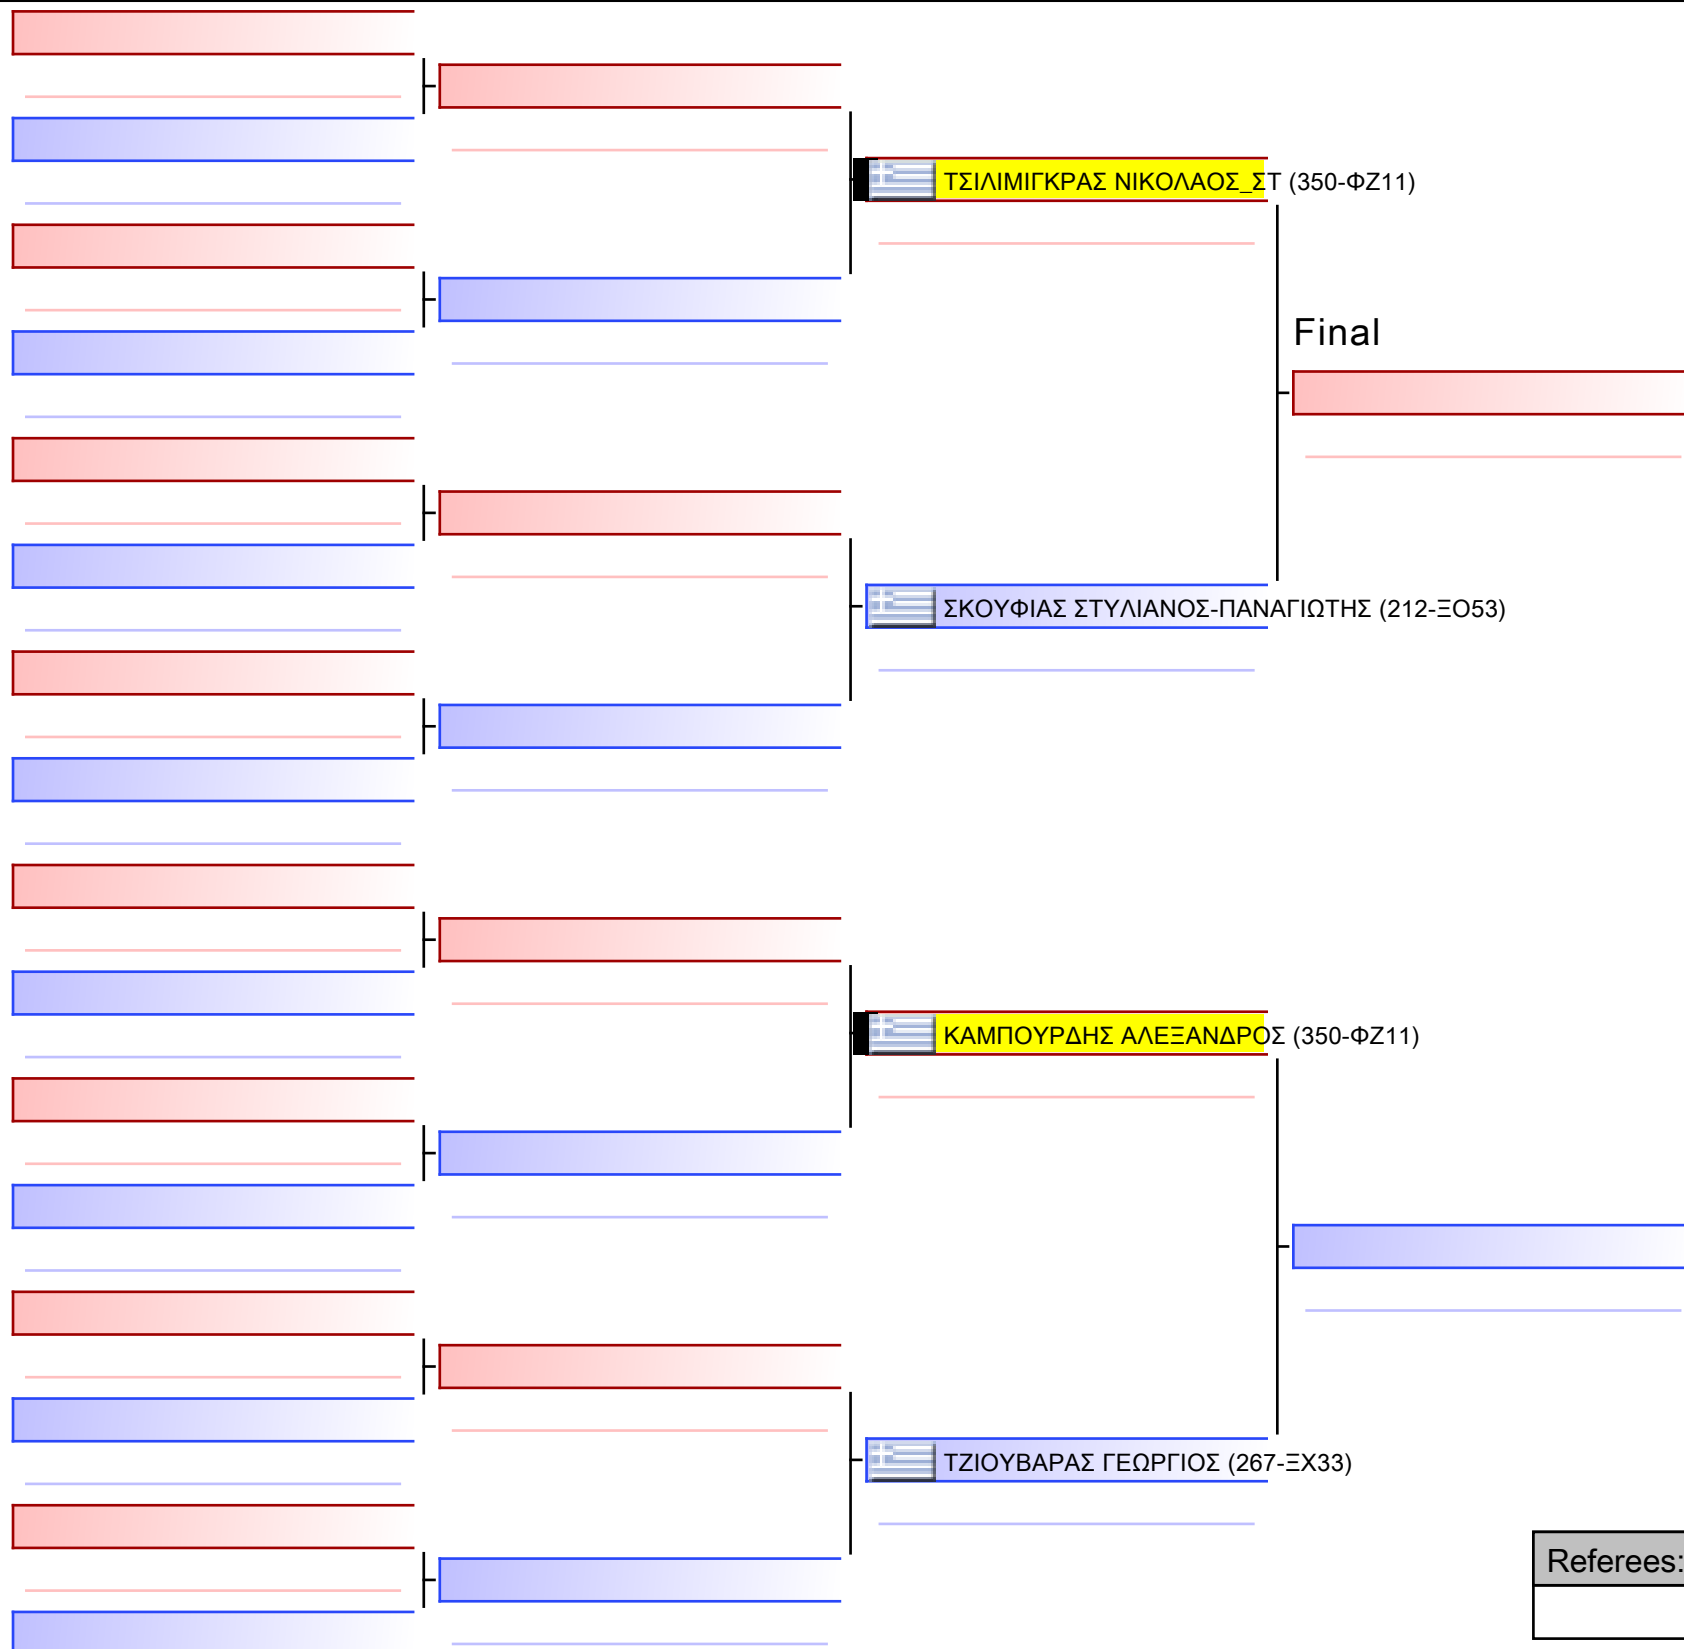 ΤΣΙΛΙΜΙΓΚΡΑΣ ΝΙΚΟΛΑΟΣ_ΣΤ (350-ΦΖ11)
Final
ΣΚΟΥΦΙΑΣ ΣΤΥΛΙΑΝΟΣ-ΠΑΝΑΓΙΩΤΗΣ (212-ΞΟ53)
ΚΑΜΠΟΥΡΔΗΣ ΑΛΕΞΑΝΔΡΟΣ (350-ΦΖ11)
ΤΖΙΟΥΒΑΡΑΣ ΓΕΩΡΓΙΟΣ (267-ΞΧ33)
Referees: